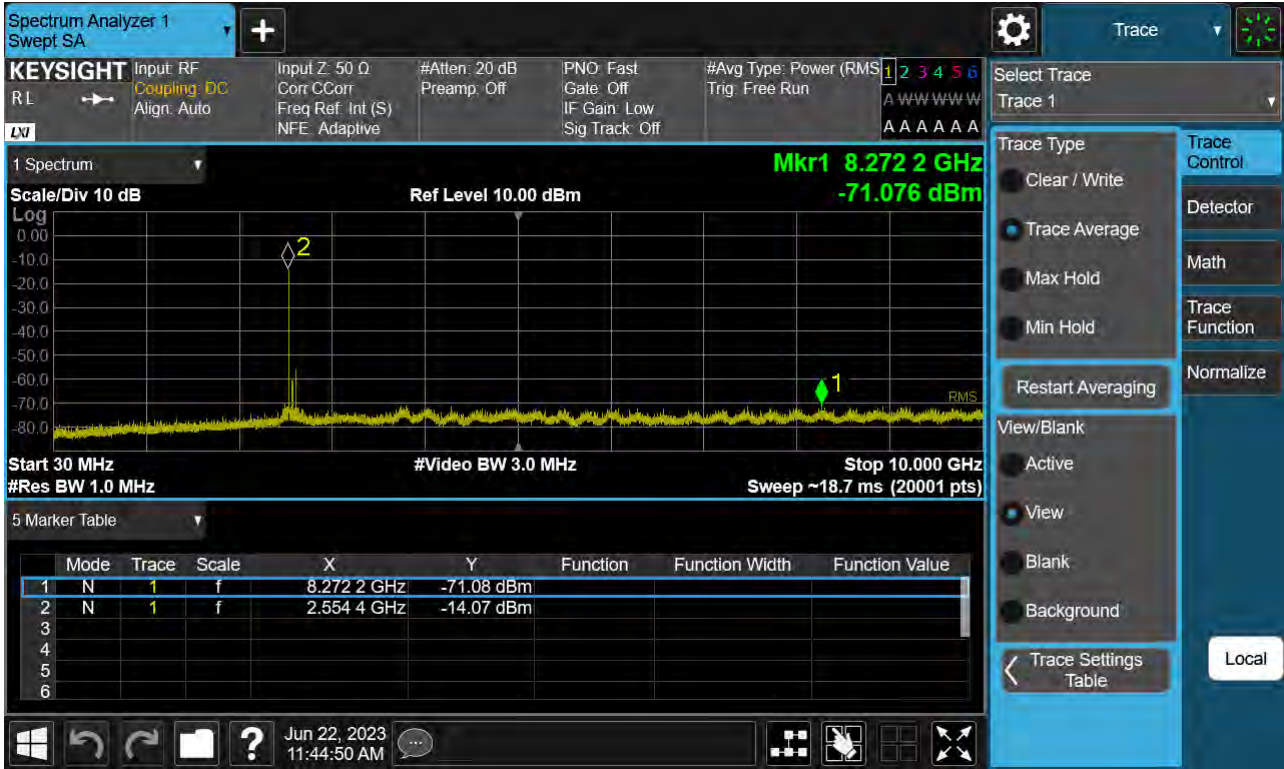 Spectrum Analyzer 1
Swept SA
Trace
KEYSIGHT
RL
LXI
Input: RF
Coupling: DC
Align: Auto
Input Z: 50 Ω
Corr CCorr
Freq Ref: Int (S)
NFE: Adaptive
#Atten: 20 dB
Preamp: Off
PNO: Fast
Gate: Off
IF Gain: Low
Sig Track: Off
#Avg Type: Power (RMS
Trig: Free Run
1 2 3 4 5 6
A W W W W W
A A A A A A
Select Trace
Trace 1
1 Spectrum
Mkr1 8.272 2 GHz
-71.076 dBm
Scale/Div 10 dB
Ref Level 10.00 dBm
Log
0.00
-10.0
-20.0
-30.0
-40.0
-50.0
-60.0
-70.0
-80.0
2
1
RMS
Start 30 MHz
#Video BW 3.0 MHz
Stop 10.000 GHz
#Res BW 1.0 MHz
Sweep ~18.7 ms (20001 pts)
5 Marker Table
Mode Trace Scale X Y Function Function Width Function Value
1 N 1 f 8.272 2 GHz -71.08 dBm
2 N 1 f 2.554 4 GHz -14.07 dBm
3
4
5
6
Trace Type
Clear / Write
Trace Average
Max Hold
Min Hold
Restart Averaging
View/Blank
Active
View
Blank
Background
Trace Settings
Table
Trace
Control
Detector
Math
Trace
Function
Normalize
Local
?
Jun 22, 2023
11:44:50 AM